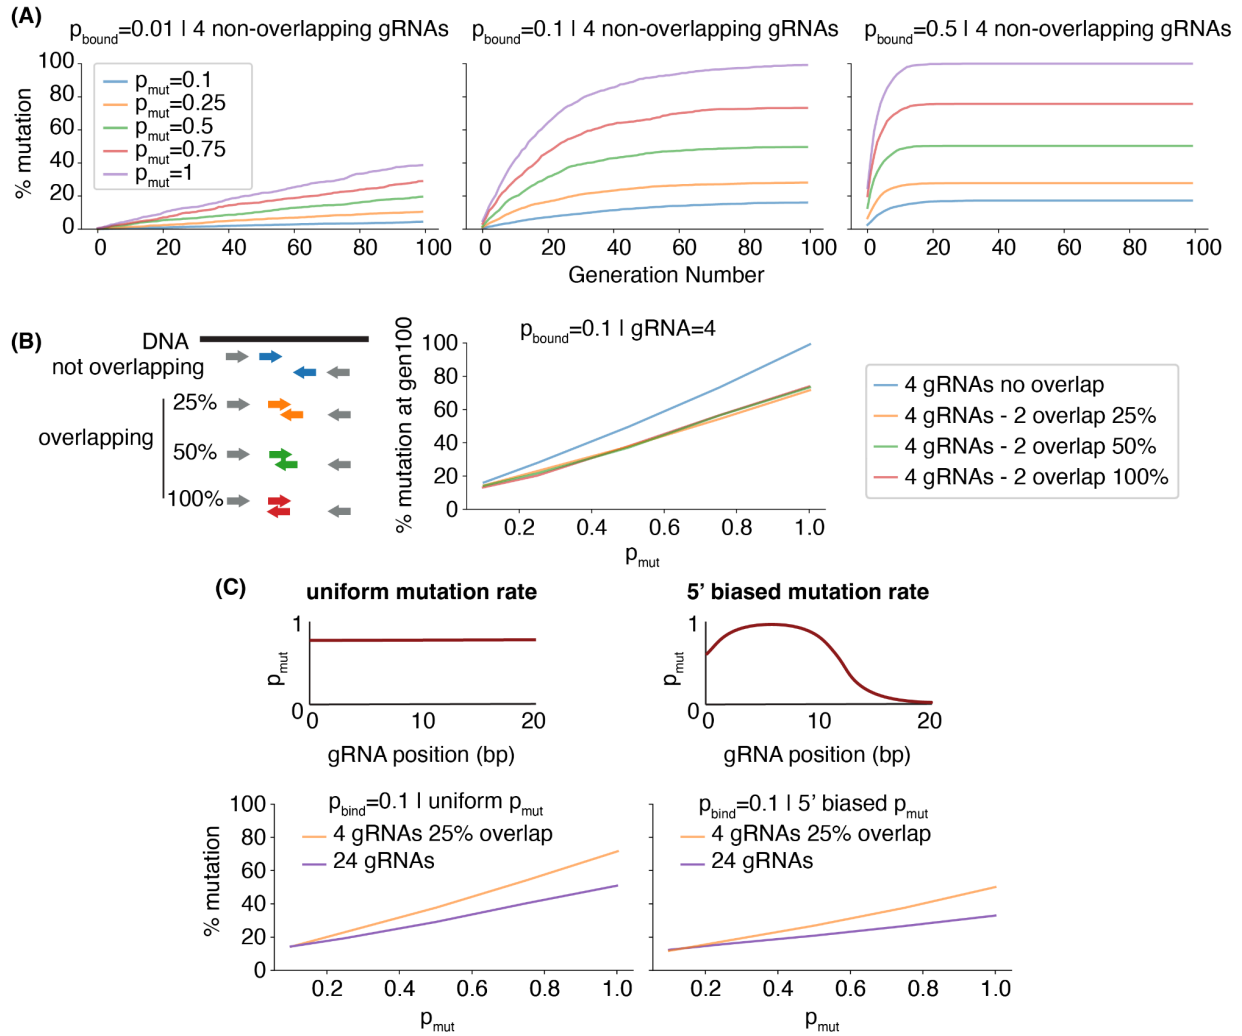 (A)
p_bound=0.01 | 4 non-overlapping gRNAs
p_bound=0.1 | 4 non-overlapping gRNAs
p_bound=0.5 | 4 non-overlapping gRNAs
% mutation
100
80
60
40
20
0
p_mut=0.1
p_mut=0.25
p_mut=0.5
p_mut=0.75
p_mut=1
0 20 40 60 80 100
0 20 40 60 80 100
0 20 40 60 80 100
Generation Number
(B)
DNA
not overlapping
overlapping
25%
50%
100%
p_bound=0.1 | gRNA=4
% mutation at gen100
100
80
60
40
20
0
0.2 0.4 0.6 0.8 1.0
p_mut
4 gRNAs no overlap
4 gRNAs - 2 overlap 25%
4 gRNAs - 2 overlap 50%
4 gRNAs - 2 overlap 100%
(C)
uniform mutation rate
p_mut
1
0
0 10 20
gRNA position (bp)
5’ biased mutation rate
p_mut
1
0
0 10 20
gRNA position (bp)
p_bind=0.1 | uniform p_mut
4 gRNAs 25% overlap
24 gRNAs
% mutation
100
80
60
40
20
0
0.2 0.4 0.6 0.8 1.0
p_mut
p_bind=0.1 | 5’ biased p_mut
4 gRNAs 25% overlap
24 gRNAs
0.2 0.4 0.6 0.8 1.0
p_mut